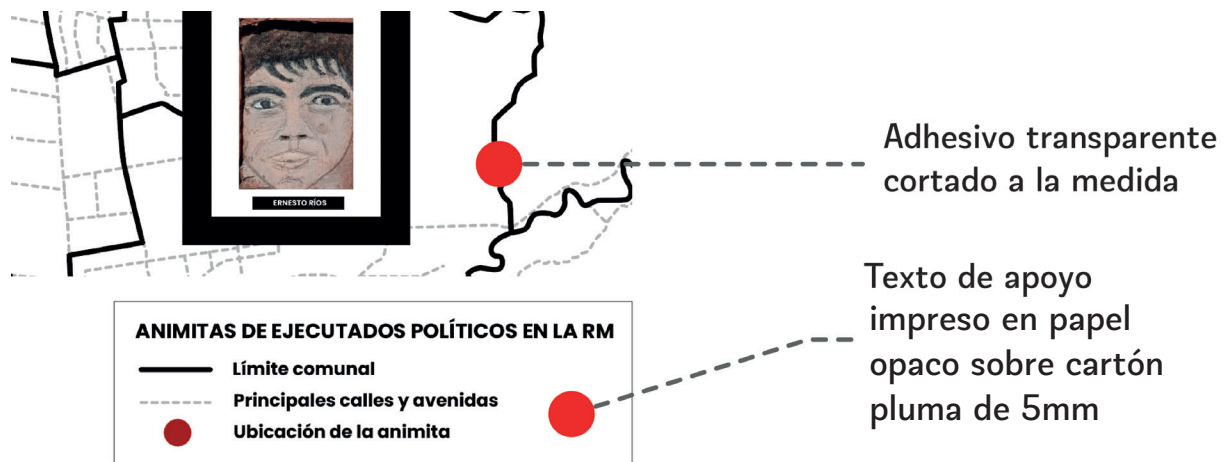 ERNESTO RÍOS
Adhesivo transparente
cortado a la medida
Texto de apoyo
impreso en papel
opaco sobre cartón
pluma de 5mm
ANIMITAS DE EJECUTADOS POLÍTICOS EN LA RM
Límite comunal
Principales calles y avenidas
Ubicación de la animita